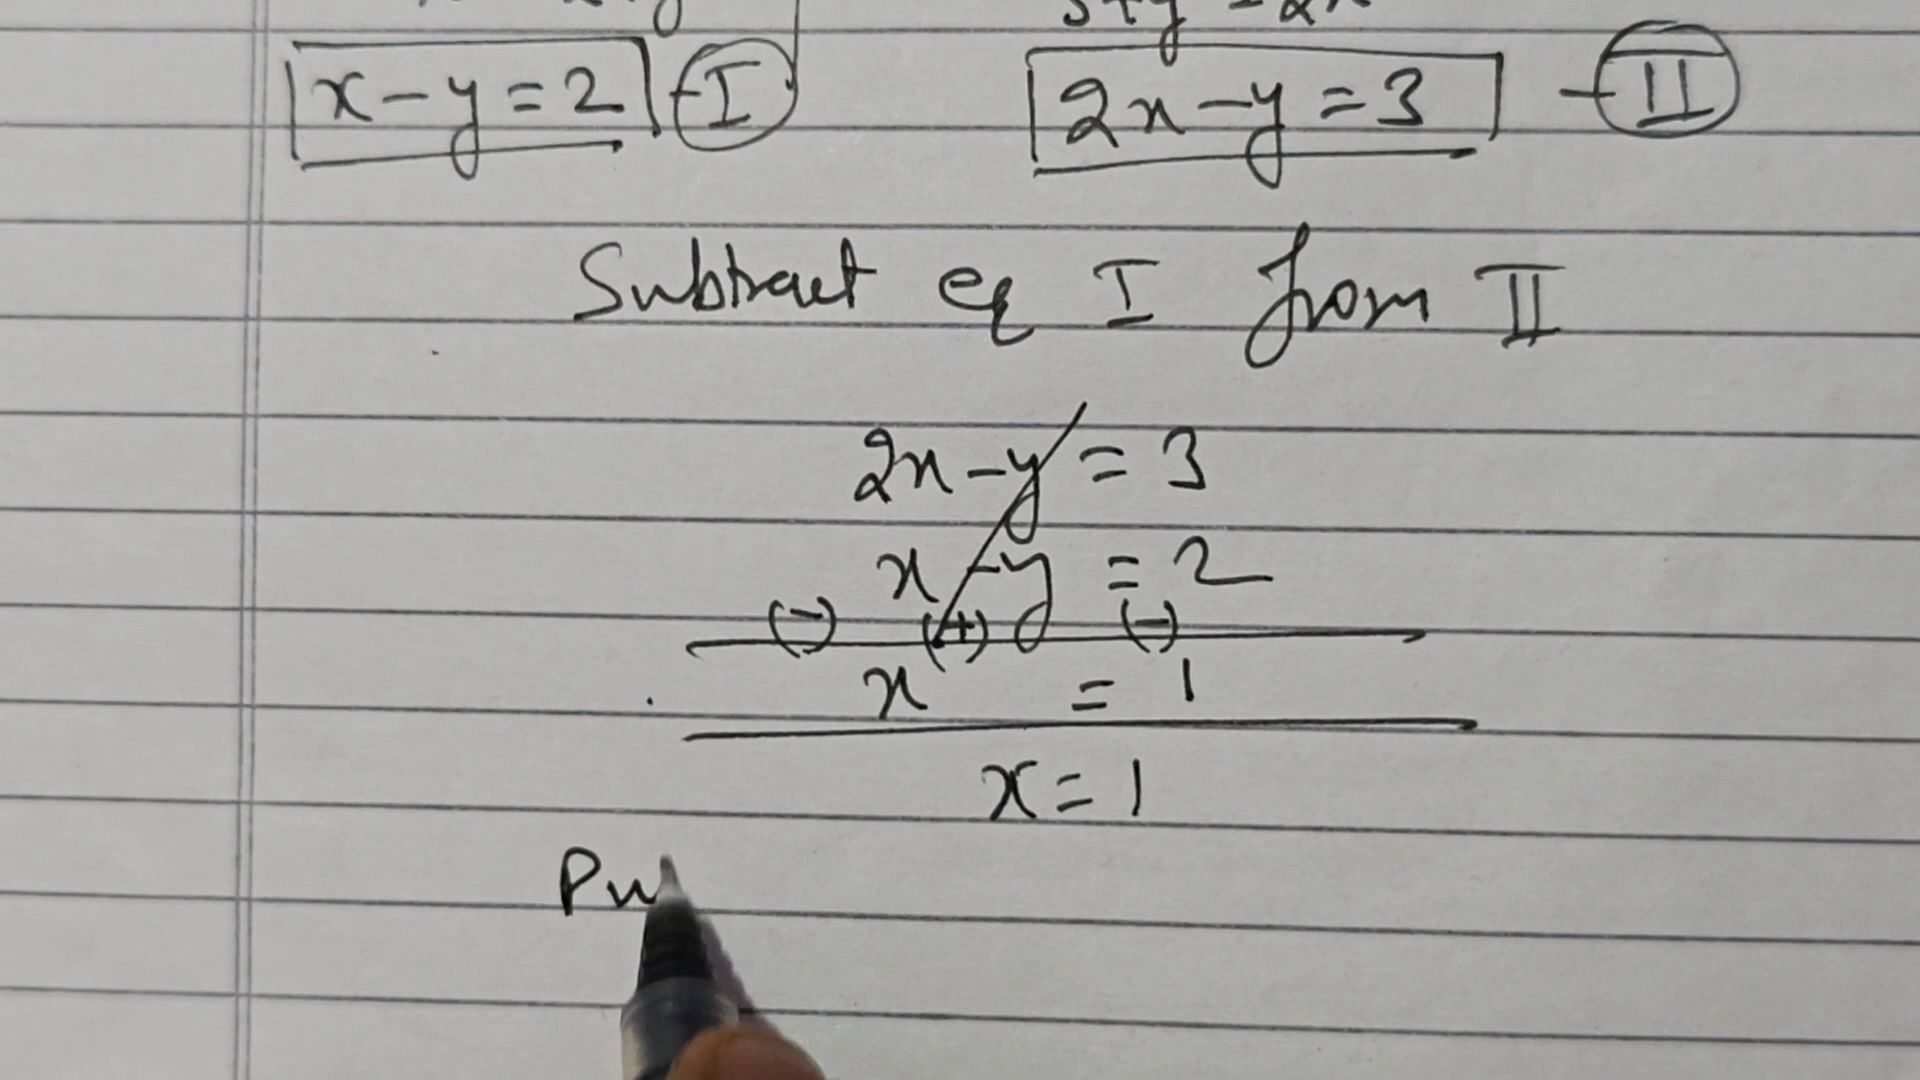 x - y = 2 - I 2x - y = 3 - II
Subtract eq I from II
2x - y = 3
x - y = 2
(-) (+) (-)
x = 1
x = 1
Pu